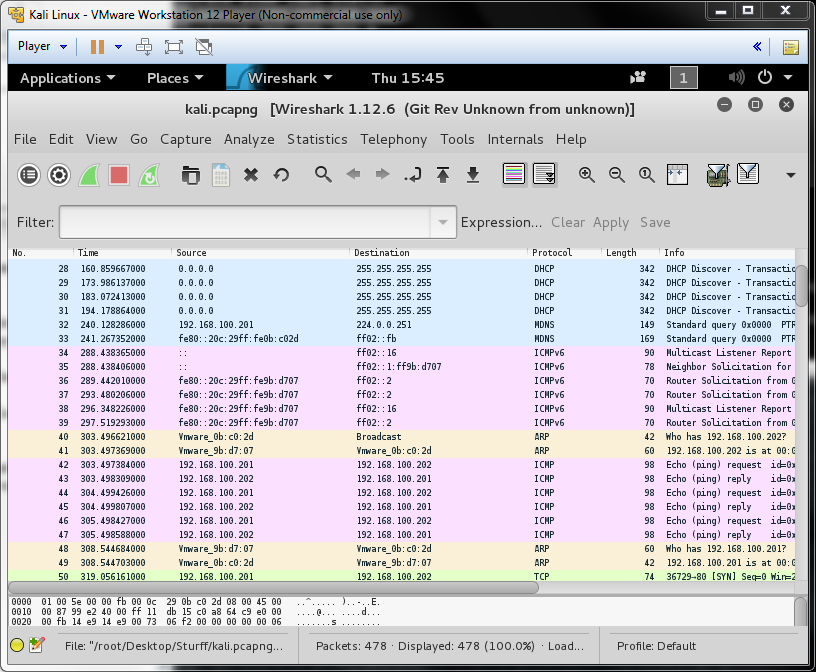 Kali Linux - VMware Workstation 12 Player (Non-commercial use only)
Player
Applications Places Wireshark Thu 15:45 1
kali.pcapng [Wireshark 1.12.6 (Git Rev Unknown from unknown)]
File Edit View Go Capture Analyze Statistics Telephony Tools Internals Help
Filter: Expression... Clear Apply Save
No. Time Source Destination Protocol Length Info
28 160.859667000 0.0.0.0 255.255.255.255 DHCP 342 DHCP Discover - Transactio
29 173.986137000 0.0.0.0 255.255.255.255 DHCP 342 DHCP Discover - Transactio
30 183.072413000 0.0.0.0 255.255.255.255 DHCP 342 DHCP Discover - Transactio
31 194.178864000 0.0.0.0 255.255.255.255 DHCP 342 DHCP Discover - Transactio
32 240.128286000 192.168.100.201 224.0.0.251 MDNS 149 Standard query 0x0000 PTR
33 241.267352000 fe80::20c:29ff:fe0b:c02d ff02::fb MDNS 169 Standard query 0x0000 PTR
34 288.438365000 :: ff02::16 ICMPv6 90 Multicast Listener Report
35 288.438406000 :: ff02::1:ff9b:d707 ICMPv6 78 Neighbor Solicitation for
36 289.442010000 fe80::20c:29ff:fe9b:d707 ff02::2 ICMPv6 70 Router Solicitation from 0
37 293.480206000 fe80::20c:29ff:fe9b:d707 ff02::2 ICMPv6 70 Router Solicitation from 0
38 296.348226000 fe80::20c:29ff:fe9b:d707 ff02::16 ICMPv6 90 Multicast Listener Report
39 297.519293000 fe80::20c:29ff:fe9b:d707 ff02::2 ICMPv6 70 Router Solicitation from 0
40 303.496621000 Vmware_0b:c0:2d Broadcast ARP 42 Who has 192.168.100.202?
41 303.497369000 Vmware_9b:d7:07 Vmware_0b:c0:2d ARP 60 192.168.100.202 is at 00:0
42 303.497384000 192.168.100.201 192.168.100.202 ICMP 98 Echo (ping) request id=0x
43 303.498309000 192.168.100.202 192.168.100.201 ICMP 98 Echo (ping) reply id=0x
44 304.499426000 192.168.100.201 192.168.100.202 ICMP 98 Echo (ping) request id=0x
45 304.499807000 192.168.100.202 192.168.100.201 ICMP 98 Echo (ping) reply id=0x
46 305.498427000 192.168.100.201 192.168.100.202 ICMP 98 Echo (ping) request id=0x
47 305.498588000 192.168.100.202 192.168.100.201 ICMP 98 Echo (ping) reply id=0x
48 308.544684000 Vmware_9b:d7:07 Vmware_0b:c0:2d ARP 60 Who has 192.168.100.201?
49 308.544703000 Vmware_0b:c0:2d Vmware_9b:d7:07 ARP 42 192.168.100.201 is at 00:0
50 319.056161000 192.168.100.201 192.168.100.202 TCP 74 36729→80 [SYN] Seq=0 Win=2
0000 01 00 5e 00 00 fb 00 0c 29 0b c0 2d 08 00 45 00 ..^..... )..-..E.
0010 00 87 99 e2 40 00 ff 11 db 15 c0 a8 64 c9 e0 00 ....@... ....d...
0020 00 fb 14 e9 14 e9 00 73 06 f2 00 00 00 00 00 06 .......s ........
File: "/root/Desktop/Sturff/kali.pcapng... Packets: 478 · Displayed: 478 (100.0%) · Load... Profile: Default